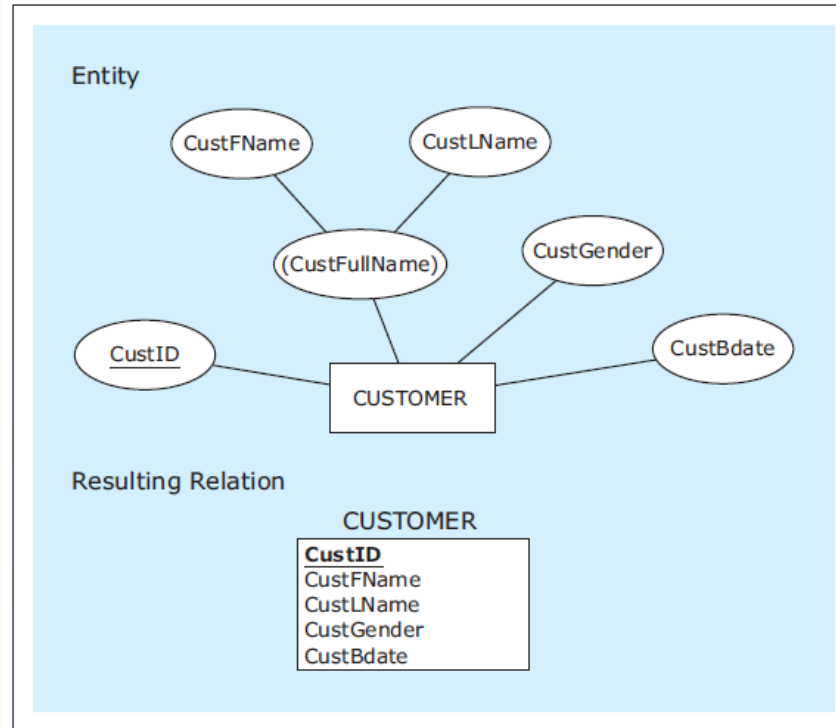 Entity
CustFName
CustLName
(CustFullName)
CustGender
CustID
CustBdate
CUSTOMER
Resulting Relation
CUSTOMER
CustID
CustFName
CustLName
CustGender
CustBdate